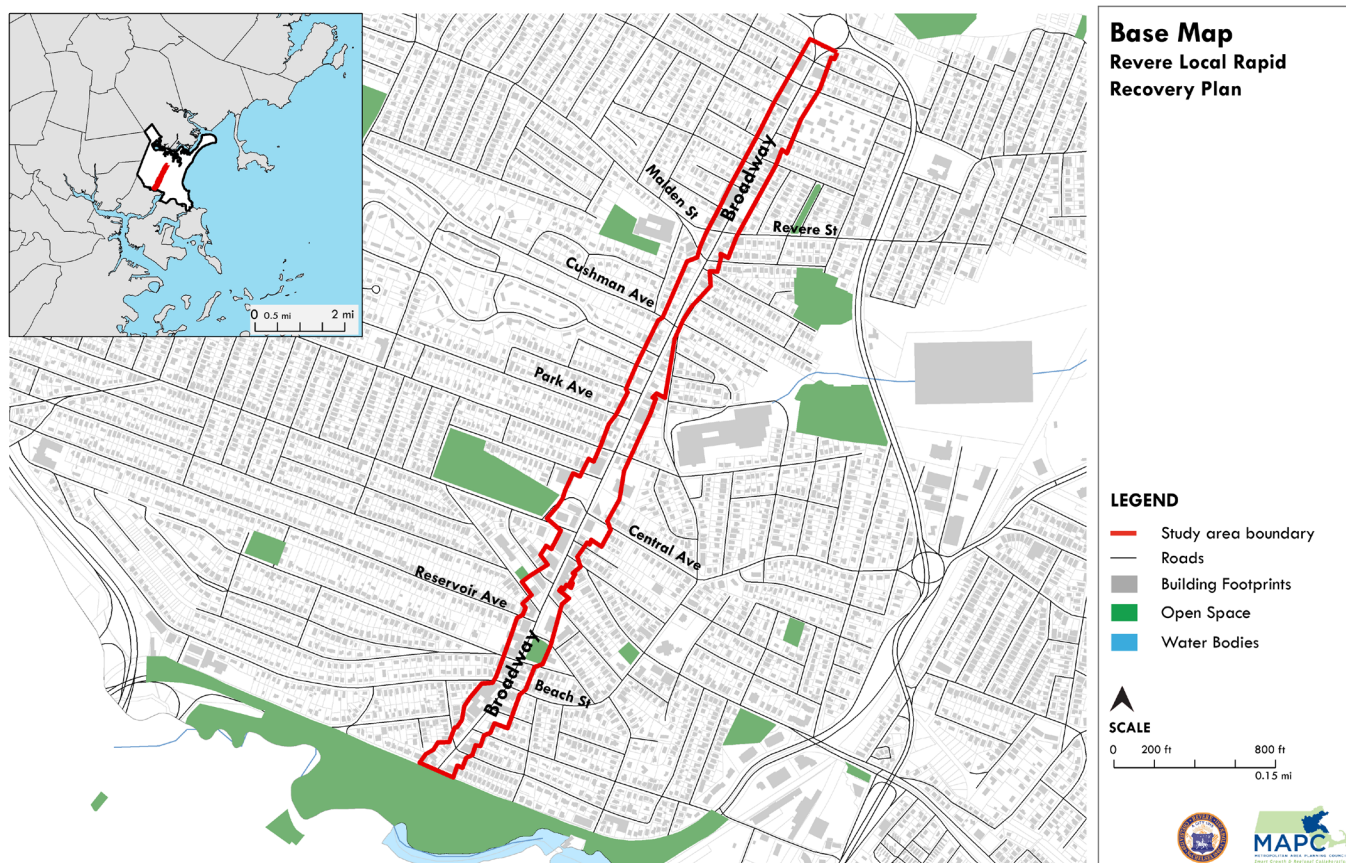 Base Map
Revere Local Rapid
Recovery Plan
0 0.5 mi 2 mi
Broadway
Malden St
Revere St
Cushman Ave
Park Ave
Central Ave
Reservoir Ave
Broadway
Beach St
LEGEND
Study area boundary
Roads
Building Footprints
Open Space
Water Bodies
SCALE
0 200 ft 800 ft
0.15 mi
MAPC
METROPOLITAN AREA PLANNING COUNCIL